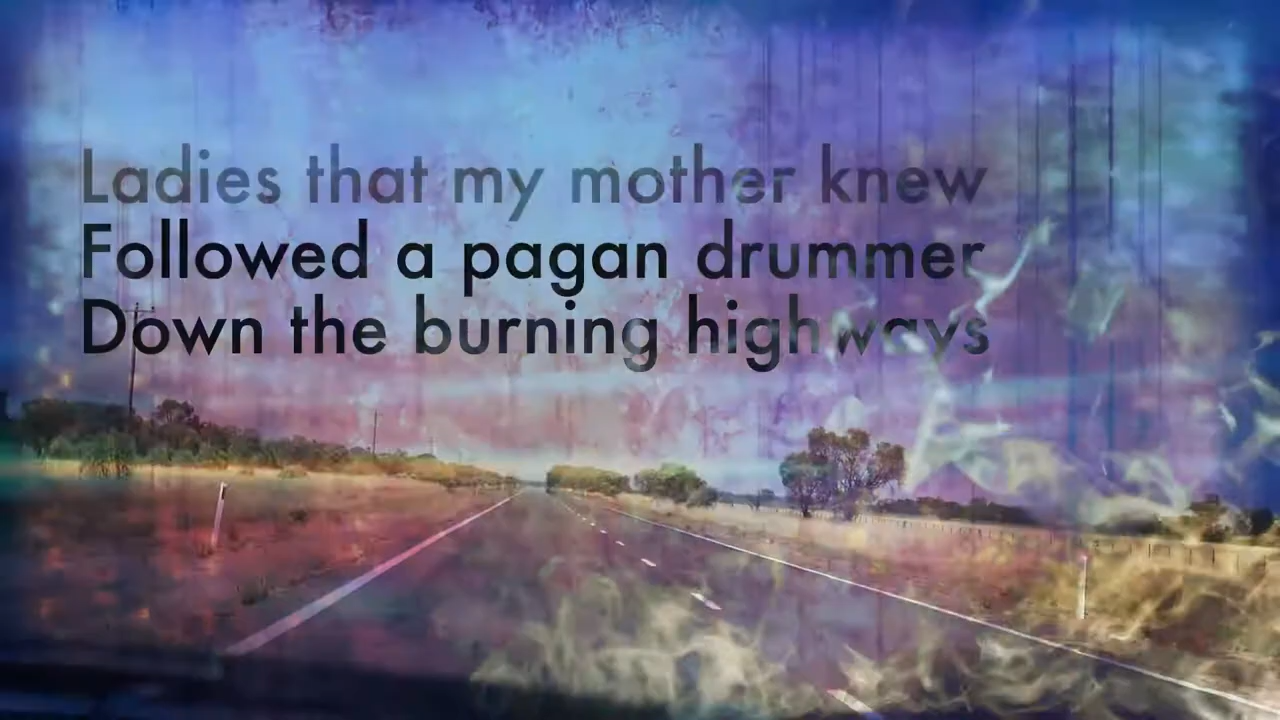 Ladies that my mother knew
Followed a pagan drummer
Down the burning highways